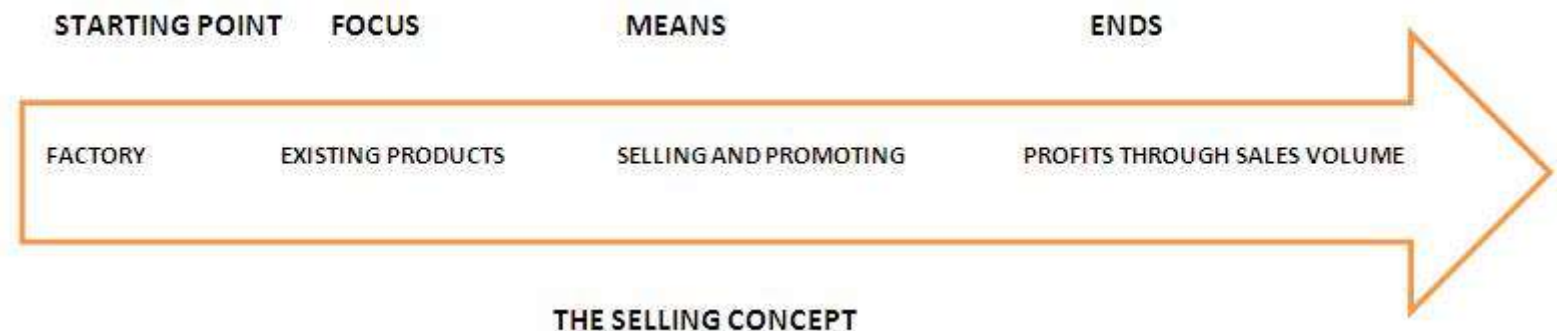 STARTING POINT FOCUS MEANS ENDS
FACTORY EXISTING PRODUCTS SELLING AND PROMOTING PROFITS THROUGH SALES VOLUME
THE SELLING CONCEPT